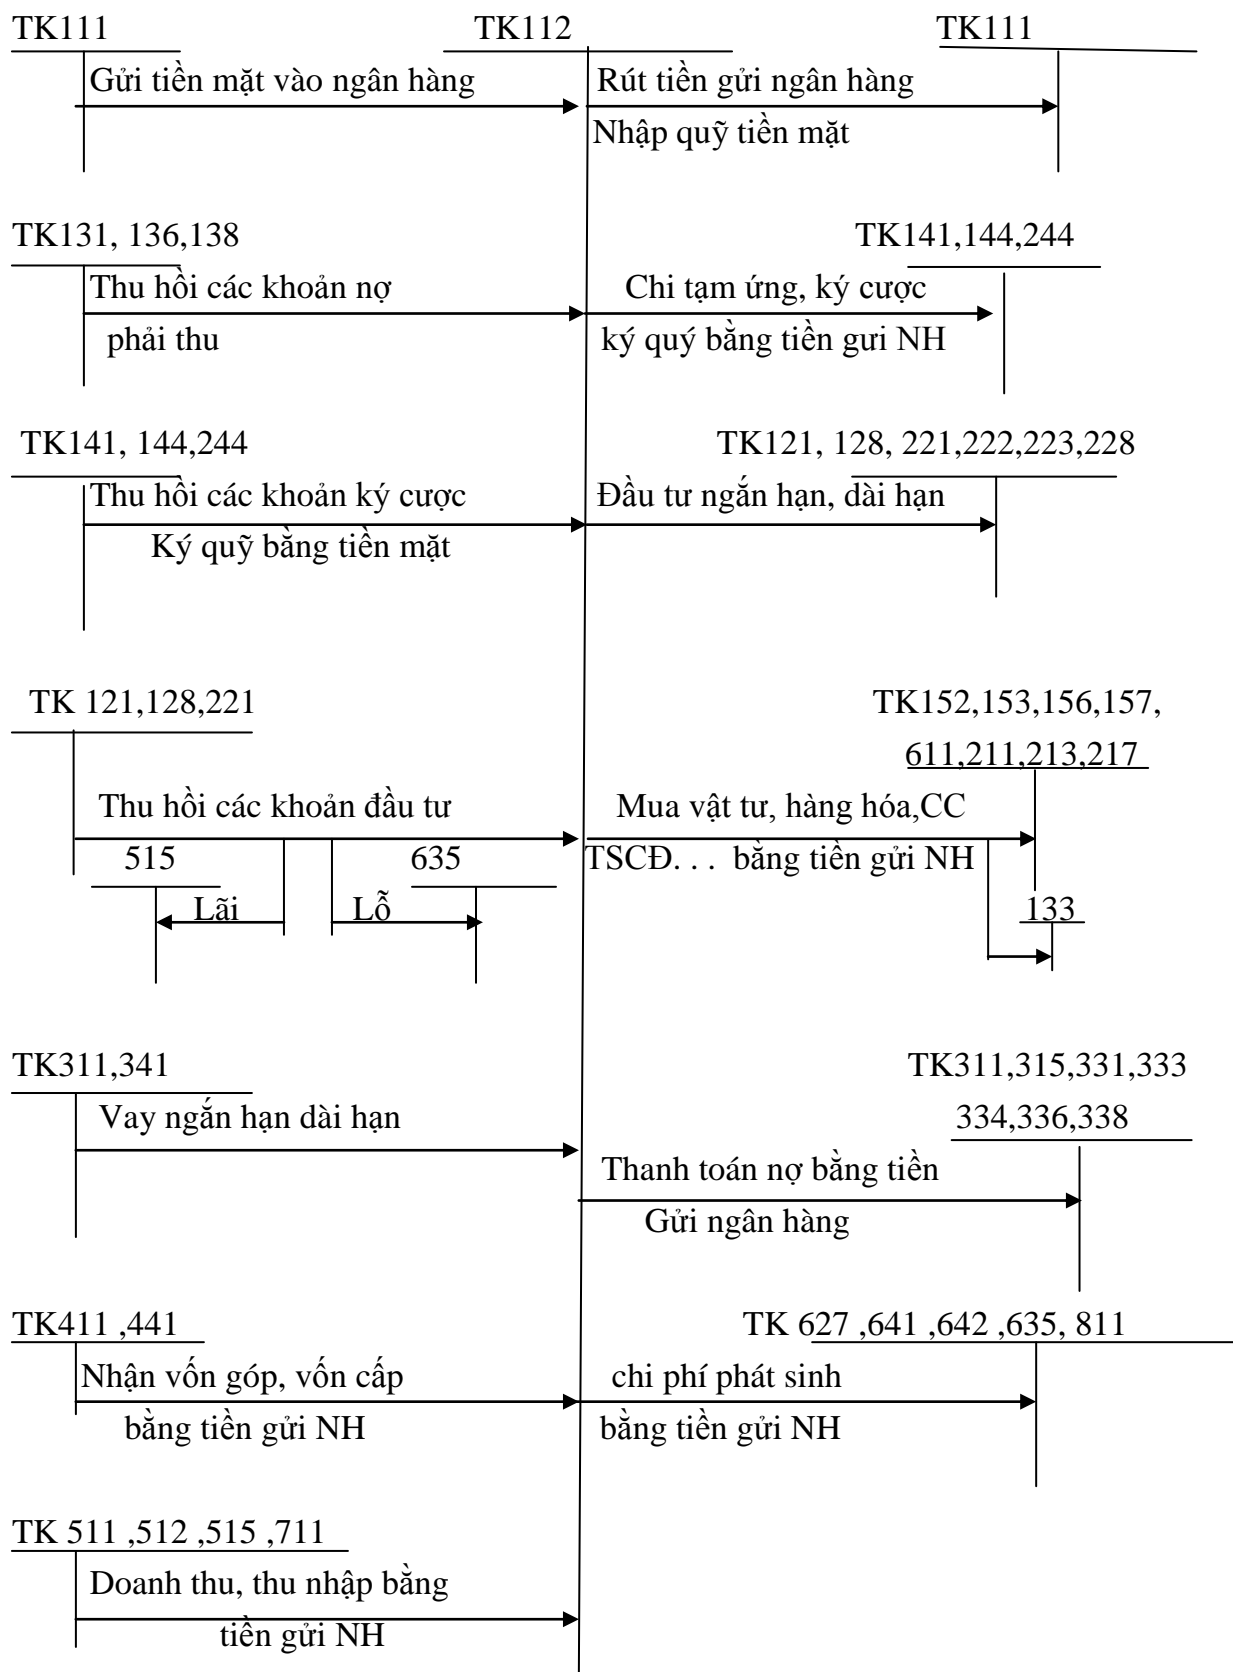 TK111 TK112 TK111
Gửi tiền mặt vào ngân hàng Rút tiền gửi ngân hàng
Nhập quỹ tiền mặt
TK131, 136,138 TK141,144,244
Thu hồi các khoản nợ Chi tạm ứng, ký cược
phải thu ký quý bằng tiền gưi NH
TK141, 144,244 TK121, 128, 221,222,223,228
Thu hồi các khoản ký cược Đầu tư ngắn hạn, dài hạn
Ký quỹ bằng tiền mặt
TK 121,128,221 TK152,153,156,157,
611,211,213,217
Thu hồi các khoản đầu tư Mua vật tư, hàng hóa,CC
515 635 TSCĐ. . . bằng tiền gửi NH
Lãi Lỗ 133
TK311,341 TK311,315,331,333
Vay ngắn hạn dài hạn 334,336,338
Thanh toán nợ bằng tiền
Gửi ngân hàng
TK411 ,441 TK 627 ,641 ,642 ,635, 811
Nhận vốn góp, vốn cấp chi phí phát sinh
bằng tiền gửi NH bằng tiền gửi NH
TK 511 ,512 ,515 ,711
Doanh thu, thu nhập bằng
tiền gửi NH